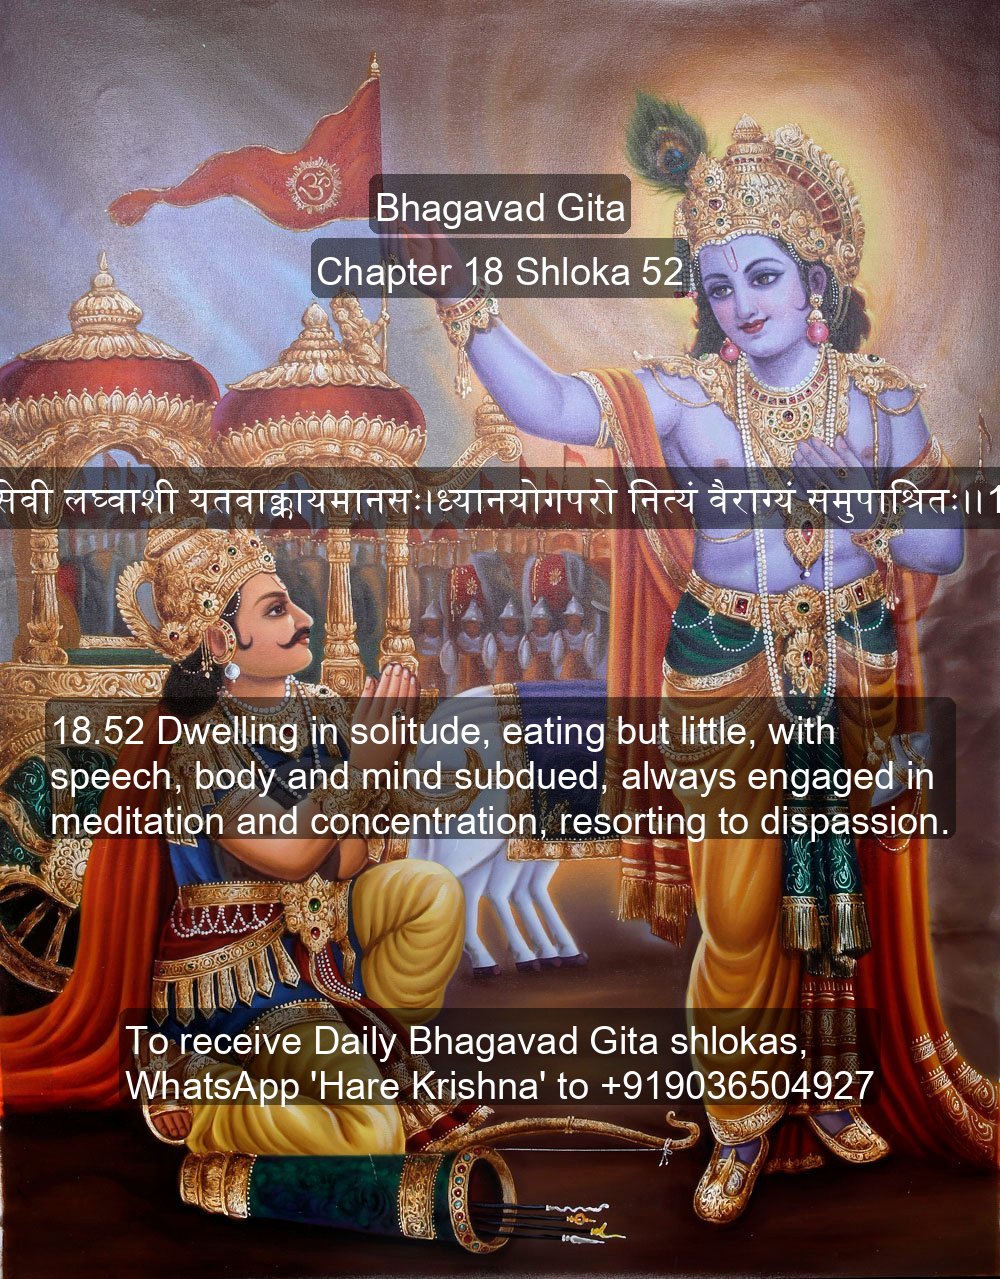 ॐ
Bhagavad Gita
Chapter 18 Shloka 52
लघ्वाशी यतवाक्कायमानसः।ध्यानयोगपरो नित्यं वैराग्यं समुपाश्रितः।।
18.52 Dwelling in solitude, eating but little, with
speech, body and mind subdued, always engaged in
meditation and concentration, resorting to dispassion.
To receive Daily Bhagavad Gita shlokas,
WhatsApp 'Hare Krishna' to +919036504927